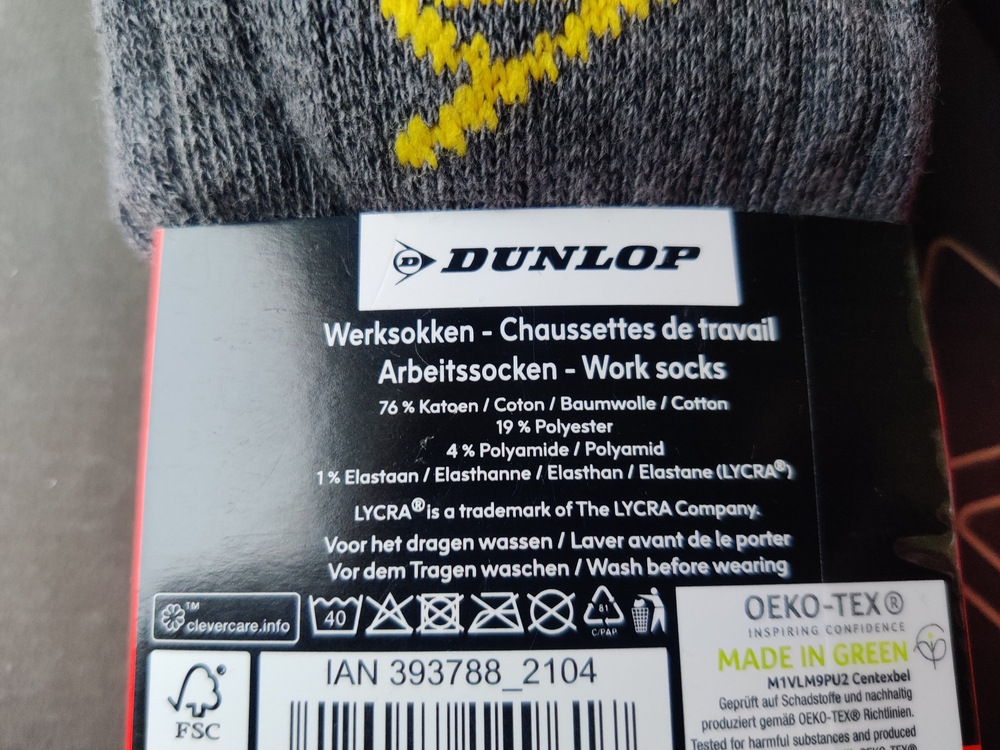 D DUNLOP
Werksokken - Chaussettes de travail
Arbeitssocken - Work socks
76 % Katoen / Coton / Baumwolle / Cotton
19 % Polyester
4 % Polyamide / Polyamid
1 % Elastaan / Elasthanne / Elasthan / Elastane (LYCRA®)
LYCRA® is a trademark of The LYCRA Company.
Voor het dragen wassen / Laver avant de le porter
Vor dem Tragen waschen / Wash before wearing
TM
clevercare.info
40
81
C/PAP
OEKO-TEX®
INSPIRING CONFIDENCE
MADE IN GREEN
M1VLM9PU2 Centexbel
Geprüft auf Schadstoffe und nachhaltig
produziert gemäß OEKO-TEX® Richtlinien.
Tested for harmful substances and produced
OEKO-TEX®
FSC
IAN 393788_2104